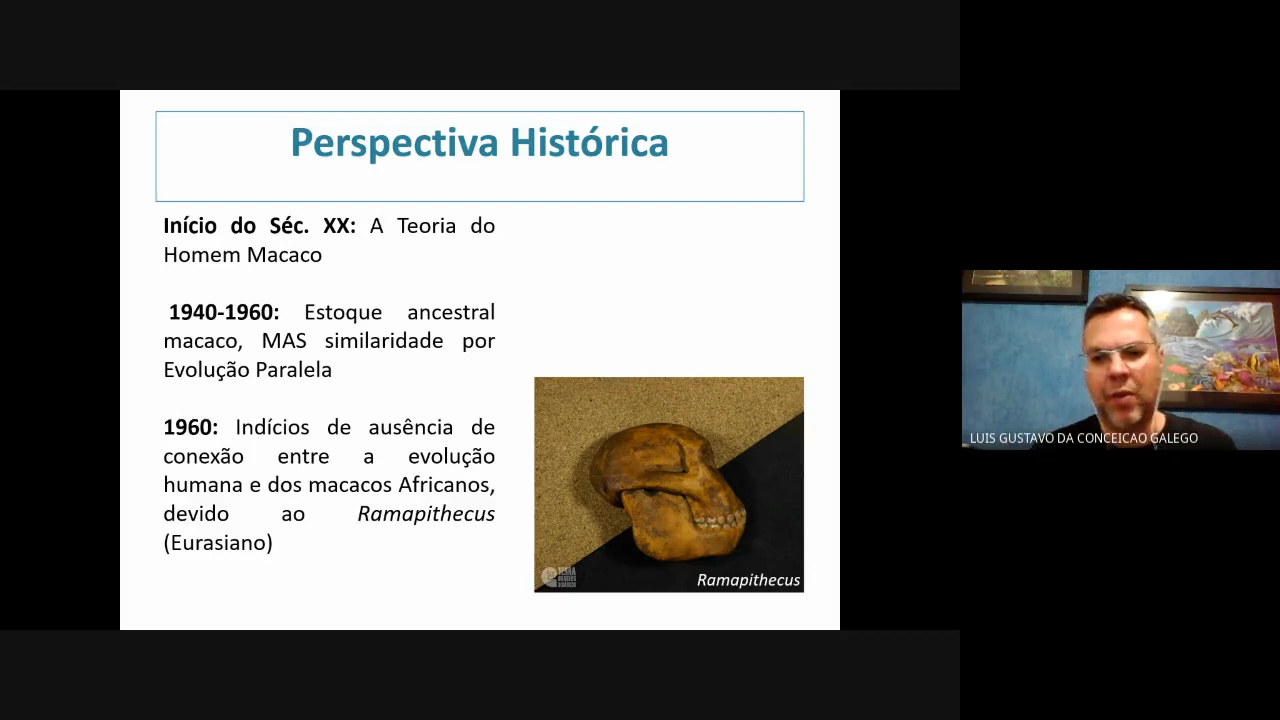 Perspectiva Histórica
Início do Séc. XX: A Teoria do
Homem Macaco
1940-1960: Estoque ancestral
macaco, MAS similaridade por
Evolução Paralela
1960: Indícios de ausência de
conexão entre a evolução
humana e dos macacos Africanos,
devido ao Ramapithecus
(Eurasiano)
Ramapithecus
LUIS GUSTAVO DA CONCEICAO GALEGO